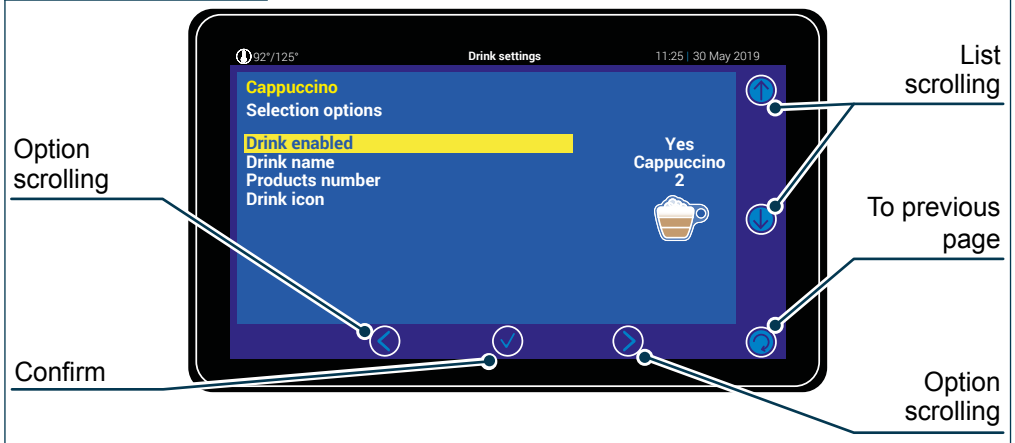 92°/125°
Drink settings
11:25 | 30 May 2019
Cappuccino
Selection options
Drink enabled
Yes
Drink name
Cappuccino
Products number
2
Drink icon
List
scrolling
Option
scrolling
To previous
page
Confirm
Option
scrolling